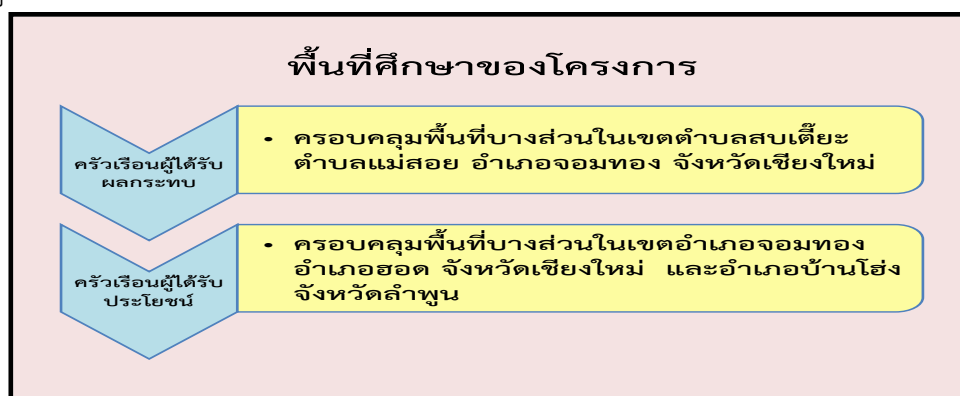 พื้นที่ศึกษาของโครงการ
ครัวเรือนผู้ได้รับ
ผลกระทบ
• ครอบคลุมพื้นที่บางส่วนในเขตตำบลสบเตี๊ยะ
ตำบลแม่สอย อำเภอจอมทอง จังหวัดเชียงใหม่
ครัวเรือนผู้ได้รับ
ประโยชน์
• ครอบคลุมพื้นที่บางส่วนในเขตอำเภอจอมทอง
อำเภอฮอด จังหวัดเชียงใหม่ และอำเภอบ้านโฮ่ง
จังหวัดลำพูน